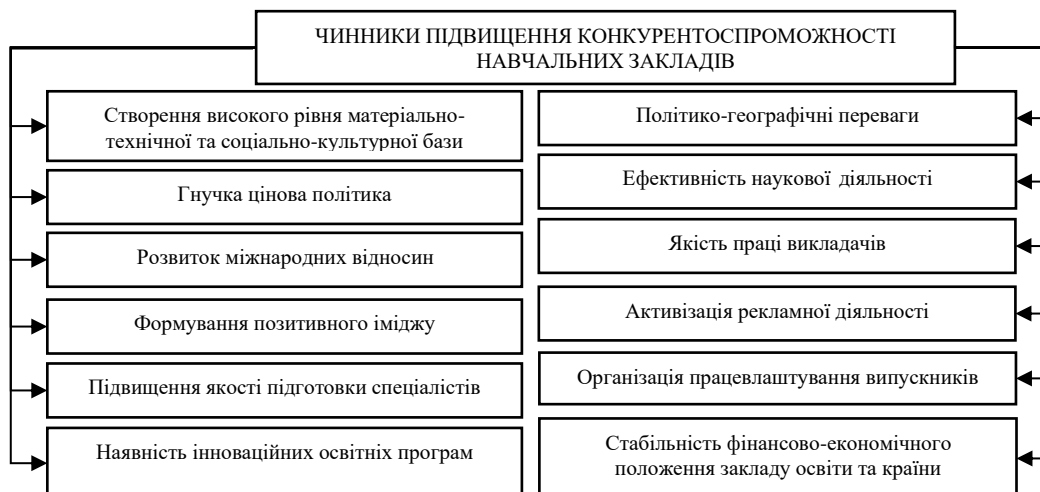 ЧИННИКИ ПІДВИЩЕННЯ КОНКУРЕНТОСПРОМОЖНОСТІ
НАВЧАЛЬНИХ ЗАКЛАДІВ
Створення високого рівня матеріально-
технічної та соціально-культурної бази
Гнучка цінова політика
Розвиток міжнародних відносин
Формування позитивного іміджу
Підвищення якості підготовки спеціалістів
Наявність інноваційних освітніх програм
Політико-географічні переваги
Ефективність наукової діяльності
Якість праці викладачів
Активізація рекламної діяльності
Організація працевлаштування випускників
Стабільність фінансово-економічного
положення закладу освіти та країни